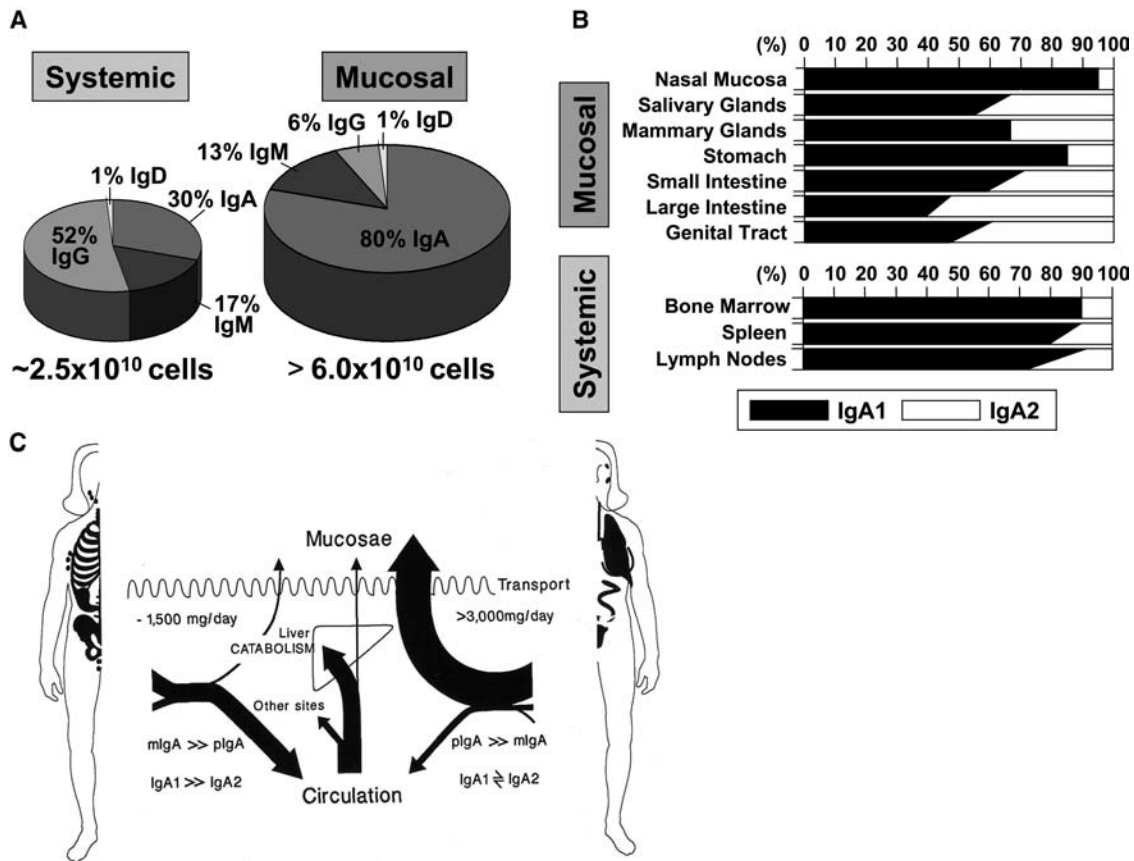 A
Systemic
Mucosal
6% IgG
1% IgD
13% IgM
1% IgD
30% IgA
52%
IgG
80% IgA
17%
IgM
~2.5x10¹⁰ cells
> 6.0x10¹⁰ cells
B
(%) 0 10 20 30 40 50 60 70 80 90 100
Mucosal
Nasal Mucosa
Salivary Glands
Mammary Glands
Stomach
Small Intestine
Large Intestine
Genital Tract
(%) 0 10 20 30 40 50 60 70 80 90 100
Systemic
Bone Marrow
Spleen
Lymph Nodes
IgA1 IgA2
C
Mucosae
Transport
- 1,500 mg/day
>3,000mg/day
Liver
CATABOLISM
Other sites
mIgA >> pIgA
pIgA >> mIgA
IgA1 >> IgA2
IgA1 ⇌ IgA2
Circulation